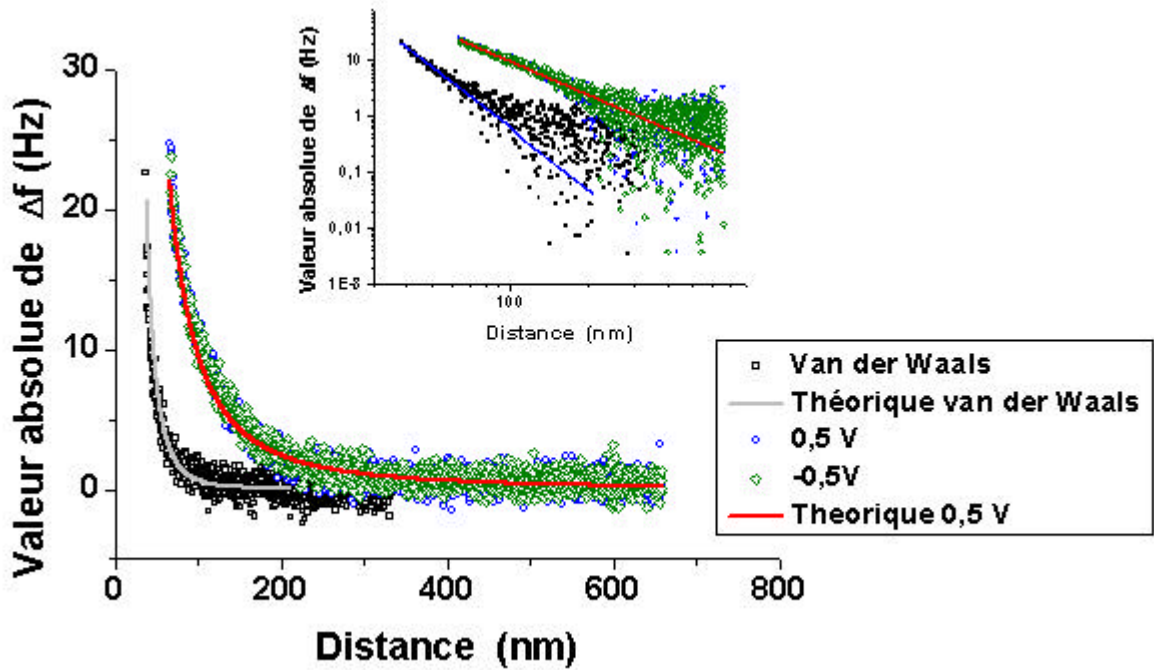 30
20
10
0
Valeur absolue de Δf (Hz)
0
200
400
600
800
Distance (nm)
10
1
0,1
0,01
1E-3
Valeur absolue de Δf (Hz)
100
Distance (nm)
Van der Waals
Théorique van der Waals
0,5 V
-0,5V
Theorique 0,5 V